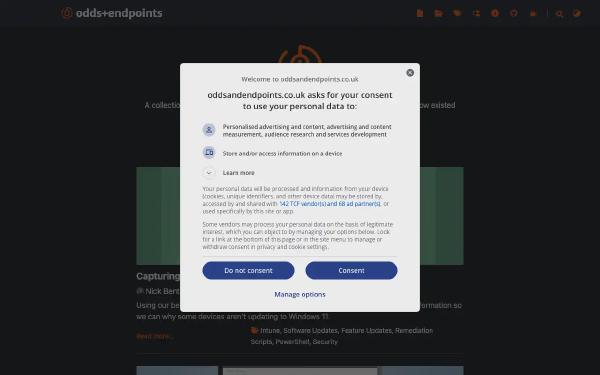 odds+endpoints
Welcome to oddsandendpoints.co.uk
oddsandendpoints.co.uk asks for your consent
to use your personal data to:
A collectio
ow existed
Personalised advertising and content, advertising and content
measurement, audience research and services development
Store and/or access information on a device
Learn more
Your personal data will be processed and information from your device
(cookies, unique identifiers, and other device data) may be stored by,
accessed by and shared with 142 TCF vendor(s) and 68 ad partner(s), or
used specifically by this site or app.
Some vendors may process your personal data on the basis of legitimate
interest, which you can object to by managing your options below. Look
for a link at the bottom of this page or in the site menu to manage or
withdraw consent in privacy and cookie settings.
Do not consent
Consent
Manage options
Capturing
Nick Bent
Using our be
formation so
we can why some devices aren't updating to Windows 11.
Read more...
Intune, Software Updates, Feature Updates, Remediation
Scripts, PowerShell, Security